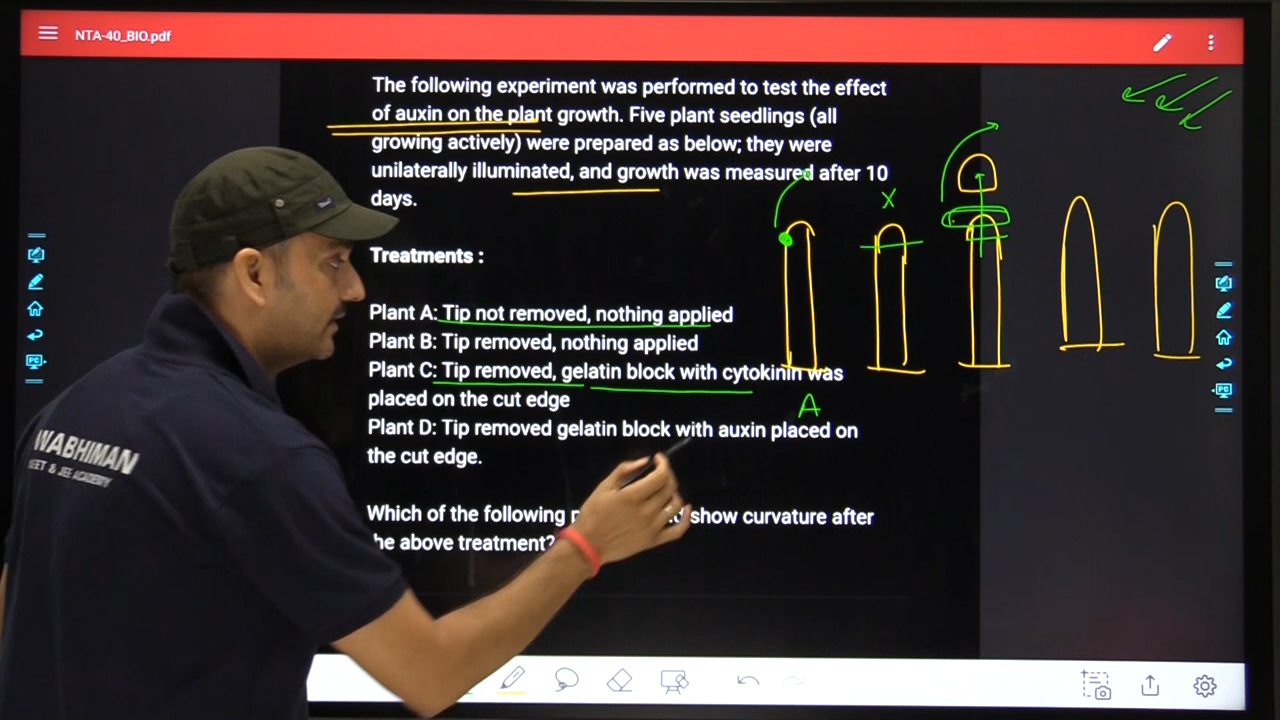 NTA-40_BIO.pdf
The following experiment was performed to test the effect
of auxin on the plant growth. Five plant seedlings (all
growing actively) were prepared as below; they were
unilaterally illuminated, and growth was measured after 10
days.
Treatments :
Plant A: Tip not removed, nothing applied
Plant B: Tip removed, nothing applied
Plant C: Tip removed, gelatin block with cytokinin was
placed on the cut edge
Plant D: Tip removed gelatin block with auxin placed on
the cut edge.
Which of the following show curvature after
he above treatment?
X
A
WABHIMAN
EET & JEE ACADEMY
PC
PC